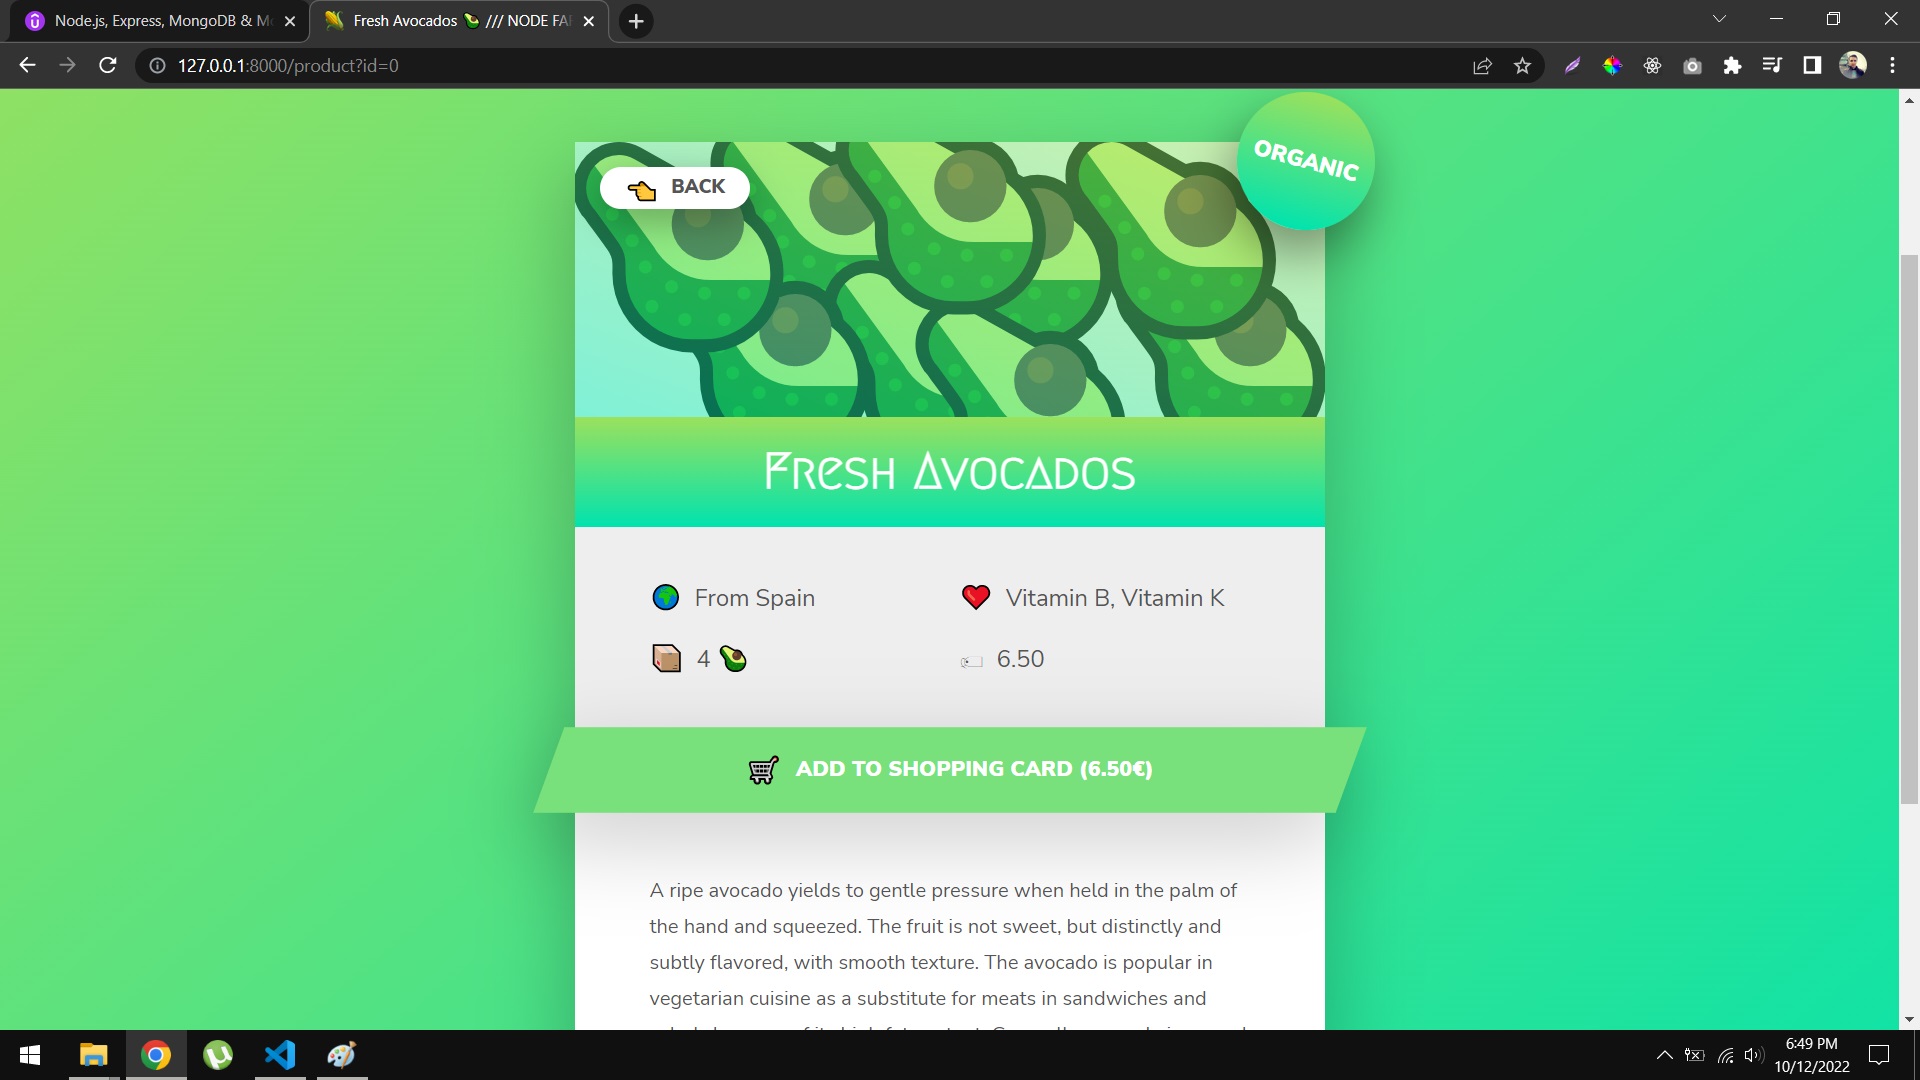 Node.js, Express, MongoDB & Mo
Fresh Avocados 🥑 /// NODE FAR
127.0.0.1:8000/product?id=0
👈 BACK
ORGANIC
Fresh Avocados
🌍 From Spain
❤️ Vitamin B, Vitamin K
📦 4 🥑
🏷 6.50
🛒 ADD TO SHOPPING CARD (6.50€)
A ripe avocado yields to gentle pressure when held in the palm of
the hand and squeezed. The fruit is not sweet, but distinctly and
subtly flavored, with smooth texture. The avocado is popular in
vegetarian cuisine as a substitute for meats in sandwiches and
6:49 PM
10/12/2022